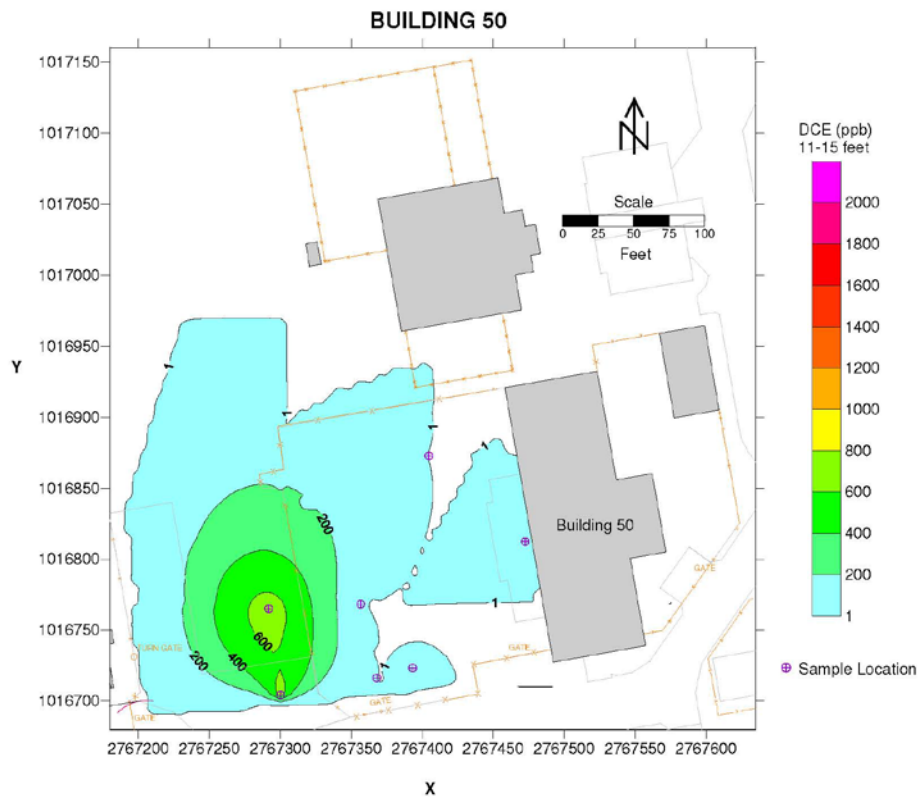 BUILDING 50
1017150
1017100
1017050
1017000
1016950
1016900
1016850
1016800
1016750
1016700
Y
N
Scale
0 25 50 75 100
Feet
DCE (ppb)
11-15 feet
2000
1800
1600
1400
1200
1000
800
600
400
200
1
1
1
1
1
200
Building 50
GATE
1
600
200
400
TURN GATE
GATE
1
GATE
GATE
Sample Location
2767200 2767250 2767300 2767350 2767400 2767450 2767500 2767550 2767600
X